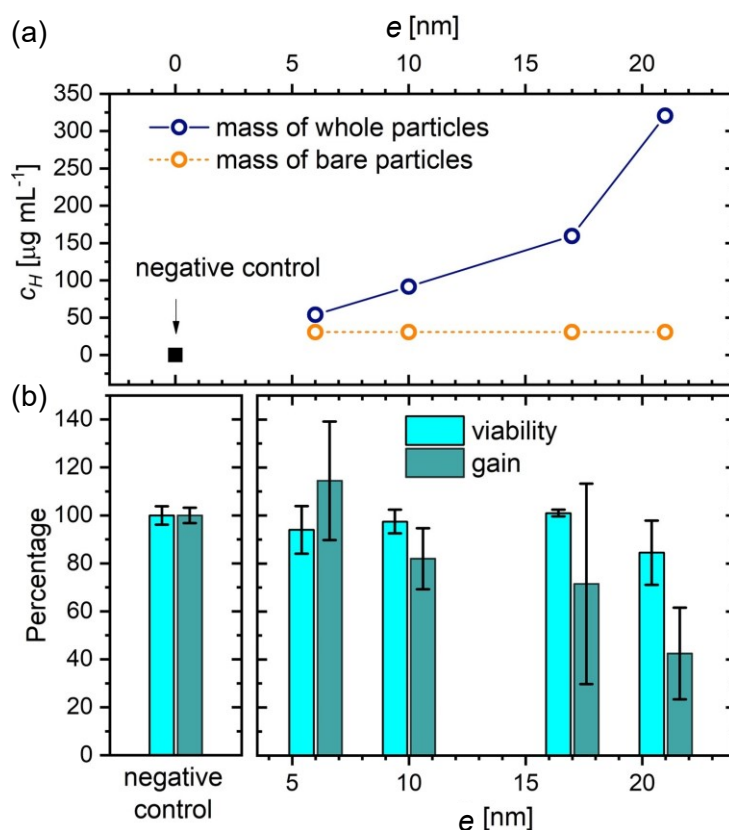 (a)
e [nm]
0 5 10 15 20
350
300
250
200
150
100
50
0
c_H [µg mL⁻¹]
mass of whole particles
mass of bare particles
negative control
(b)
140
120
100
80
60
40
20
0
Percentage
viability
gain
negative
control
5 10 15 20
e [nm]